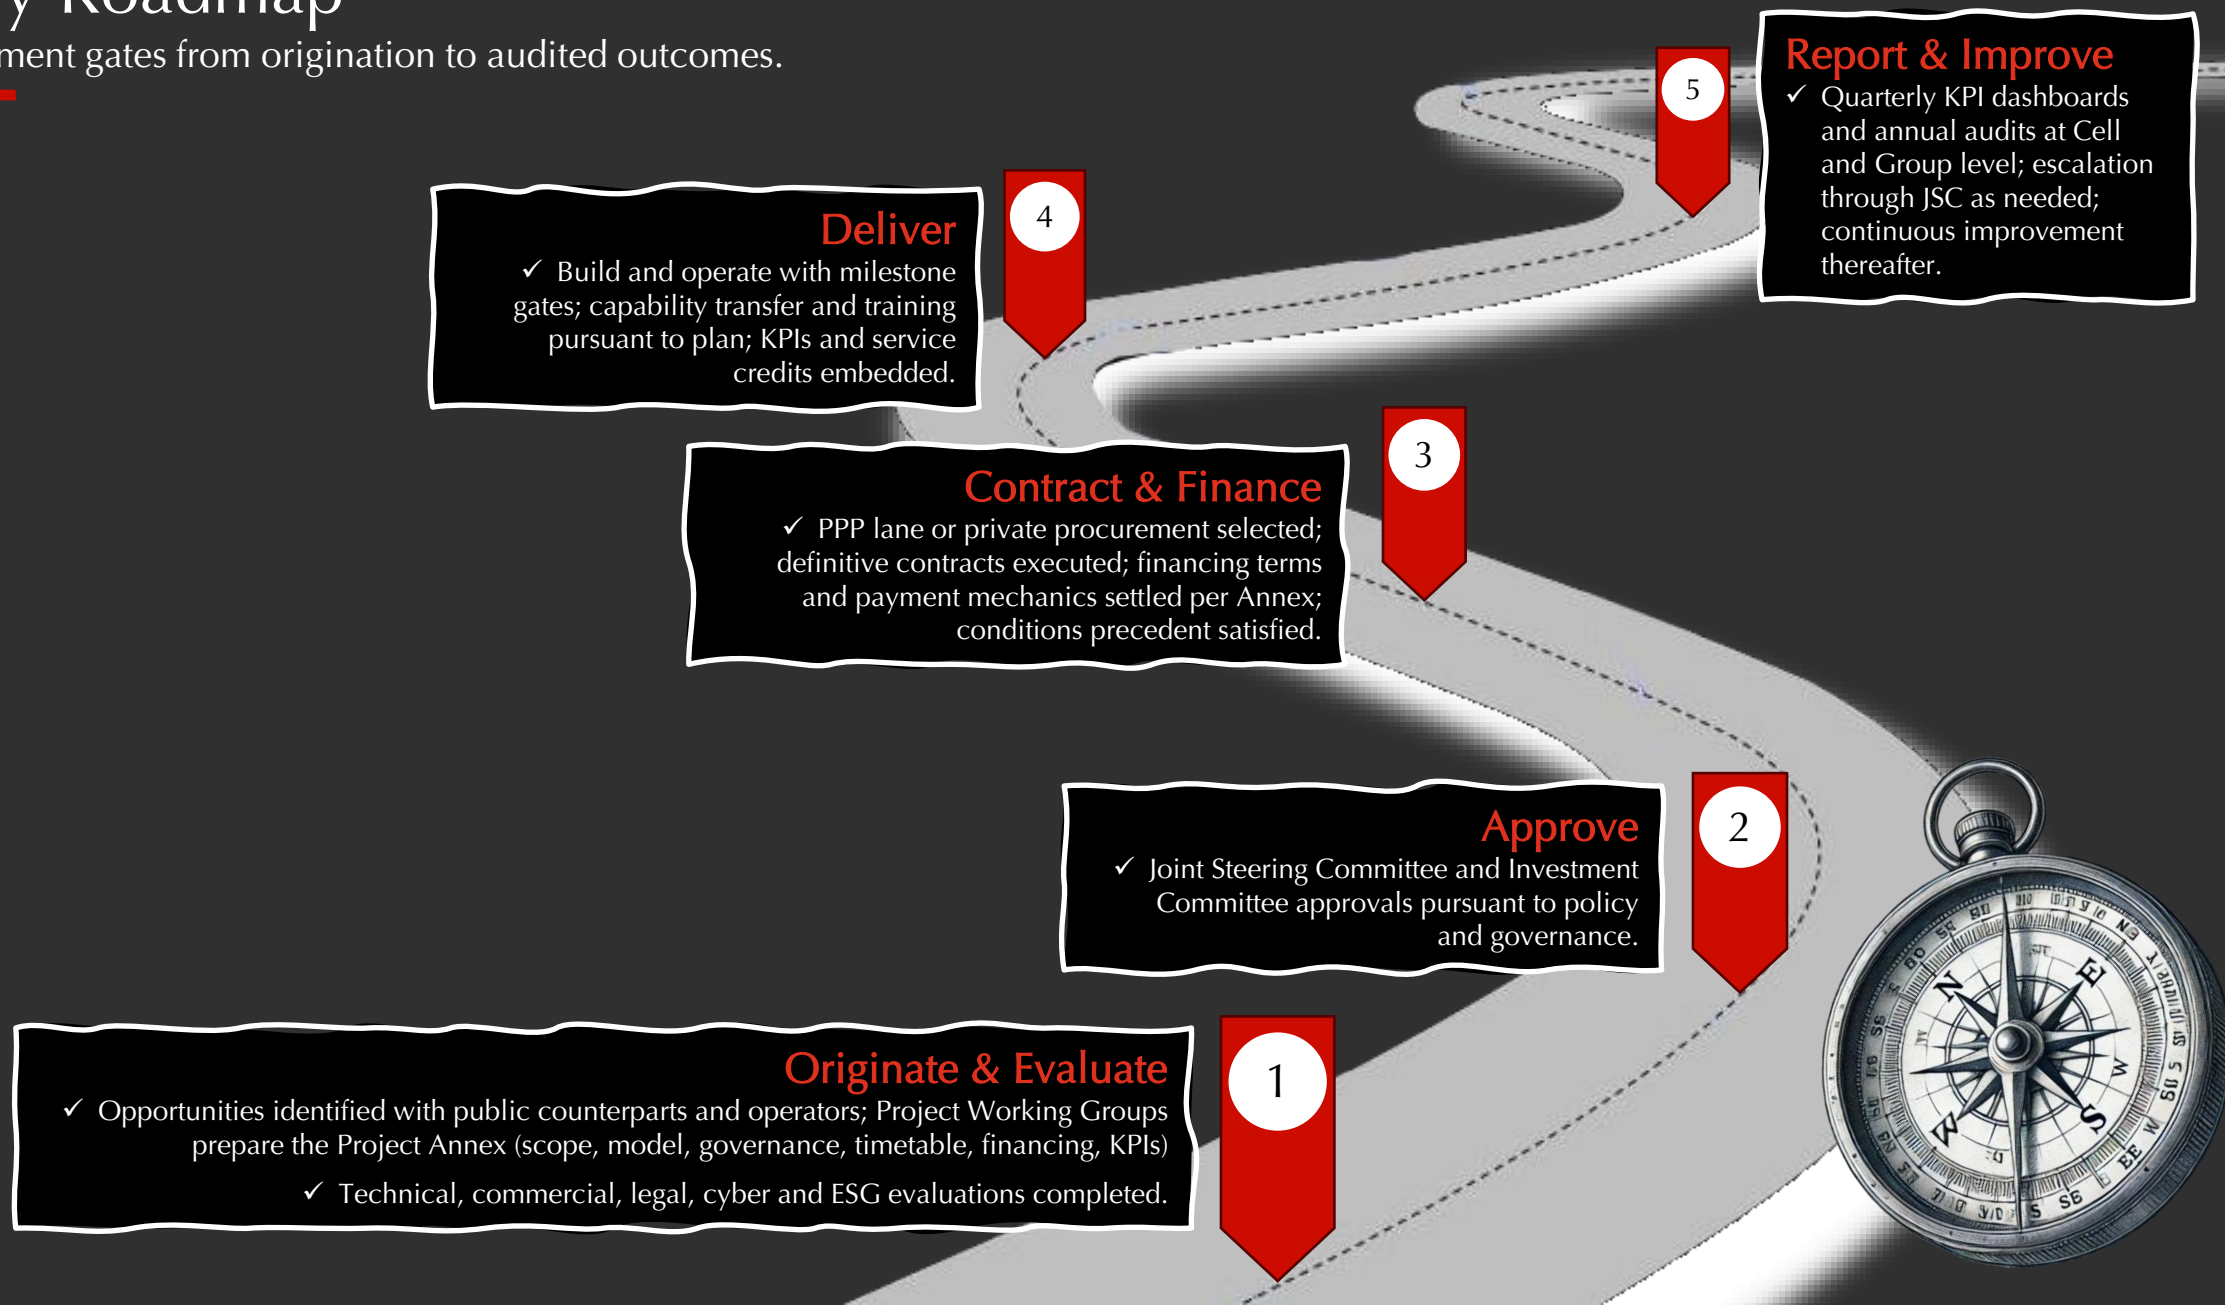 y Roadmap
ment gates from origination to audited outcomes.
5
Report & Improve
✓ Quarterly KPI dashboards
and annual audits at Cell
and Group level; escalation
through JSC as needed;
continuous improvement
thereafter.
4
Deliver
✓ Build and operate with milestone
gates; capability transfer and training
pursuant to plan; KPIs and service
credits embedded.
3
Contract & Finance
✓ PPP lane or private procurement selected;
definitive contracts executed; financing terms
and payment mechanics settled per Annex;
conditions precedent satisfied.
2
Approve
✓ Joint Steering Committee and Investment
Committee approvals pursuant to policy
and governance.
1
Originate & Evaluate
✓ Opportunities identified with public counterparts and operators; Project Working Groups
prepare the Project Annex (scope, model, governance, timetable, financing, KPIs)
✓ Technical, commercial, legal, cyber and ESG evaluations completed.
N
E
S
W